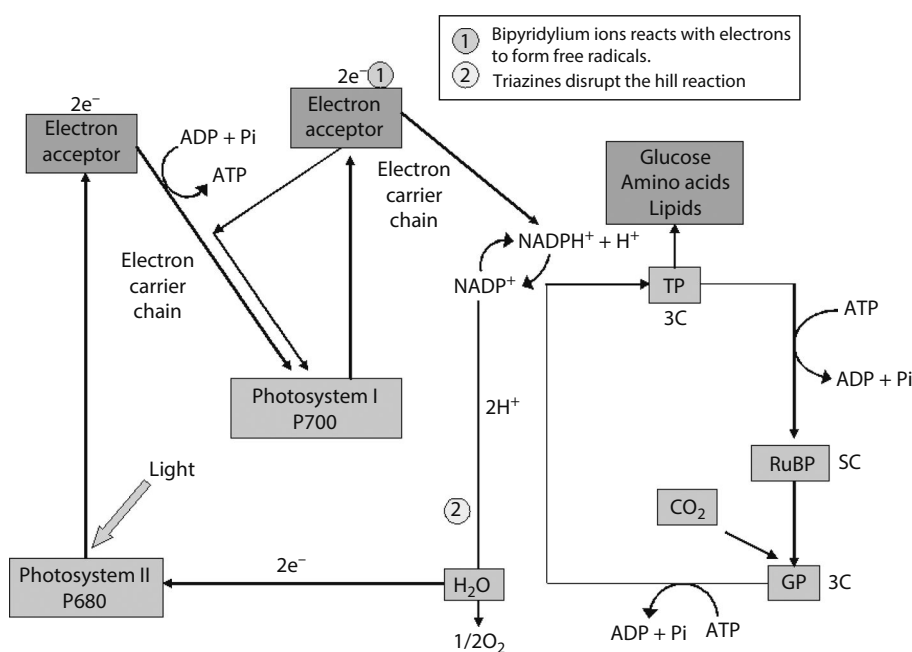 1 Bipyridylium ions reacts with electrons
to form free radicals.
2 Triazines disrupt the hill reaction
2e⁻ 1
Electron
acceptor
2e⁻
Electron
acceptor
ADP + Pi
ATP
Electron
carrier
chain
Electron
carrier
chain
NADPH⁺ + H⁺
NADP⁺
Glucose
Amino acids
Lipids
TP
3C
ATP
ADP + Pi
Photosystem I
P700
2H⁺
RuBP SC
Light
2
CO₂
Photosystem II
P680
2e⁻
H₂O
GP 3C
1/2O₂
ADP + Pi ATP